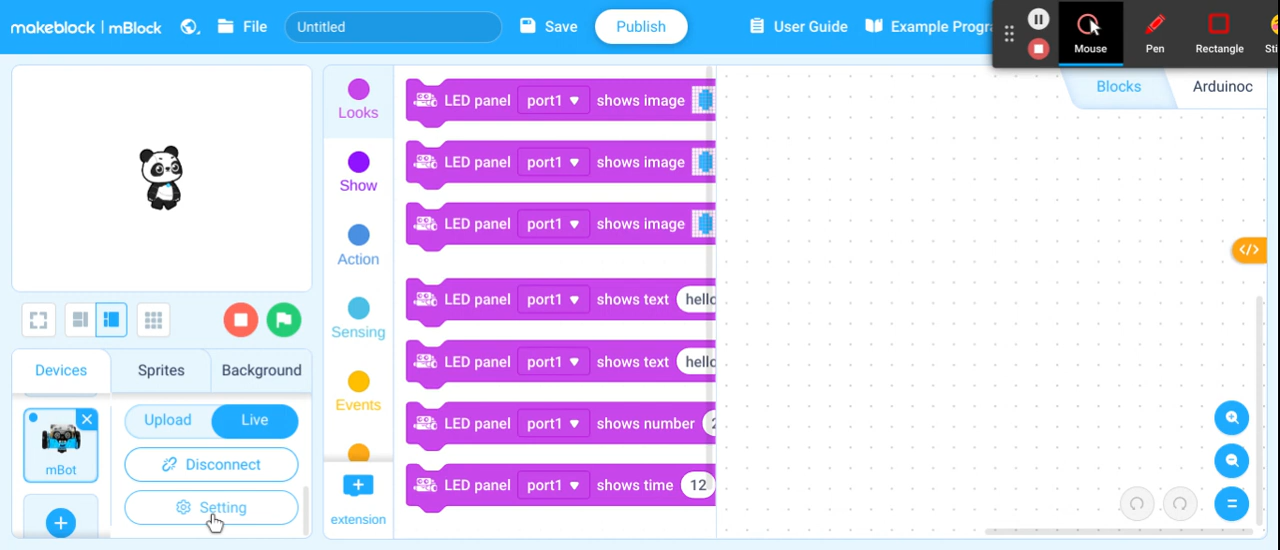 makeblock | mBlock File Untitled Save Publish User Guide Example Progra
Mouse Pen Rectangle Sti
Blocks Arduinoc
Looks
Show
Action
Sensing
Events
extension
LED panel port1 shows image
LED panel port1 shows image
LED panel port1 shows image
LED panel port1 shows text hello
LED panel port1 shows text hello
LED panel port1 shows number 2
LED panel port1 shows time 12
Devices Sprites Background
mBot
Upload Live
Disconnect
Setting